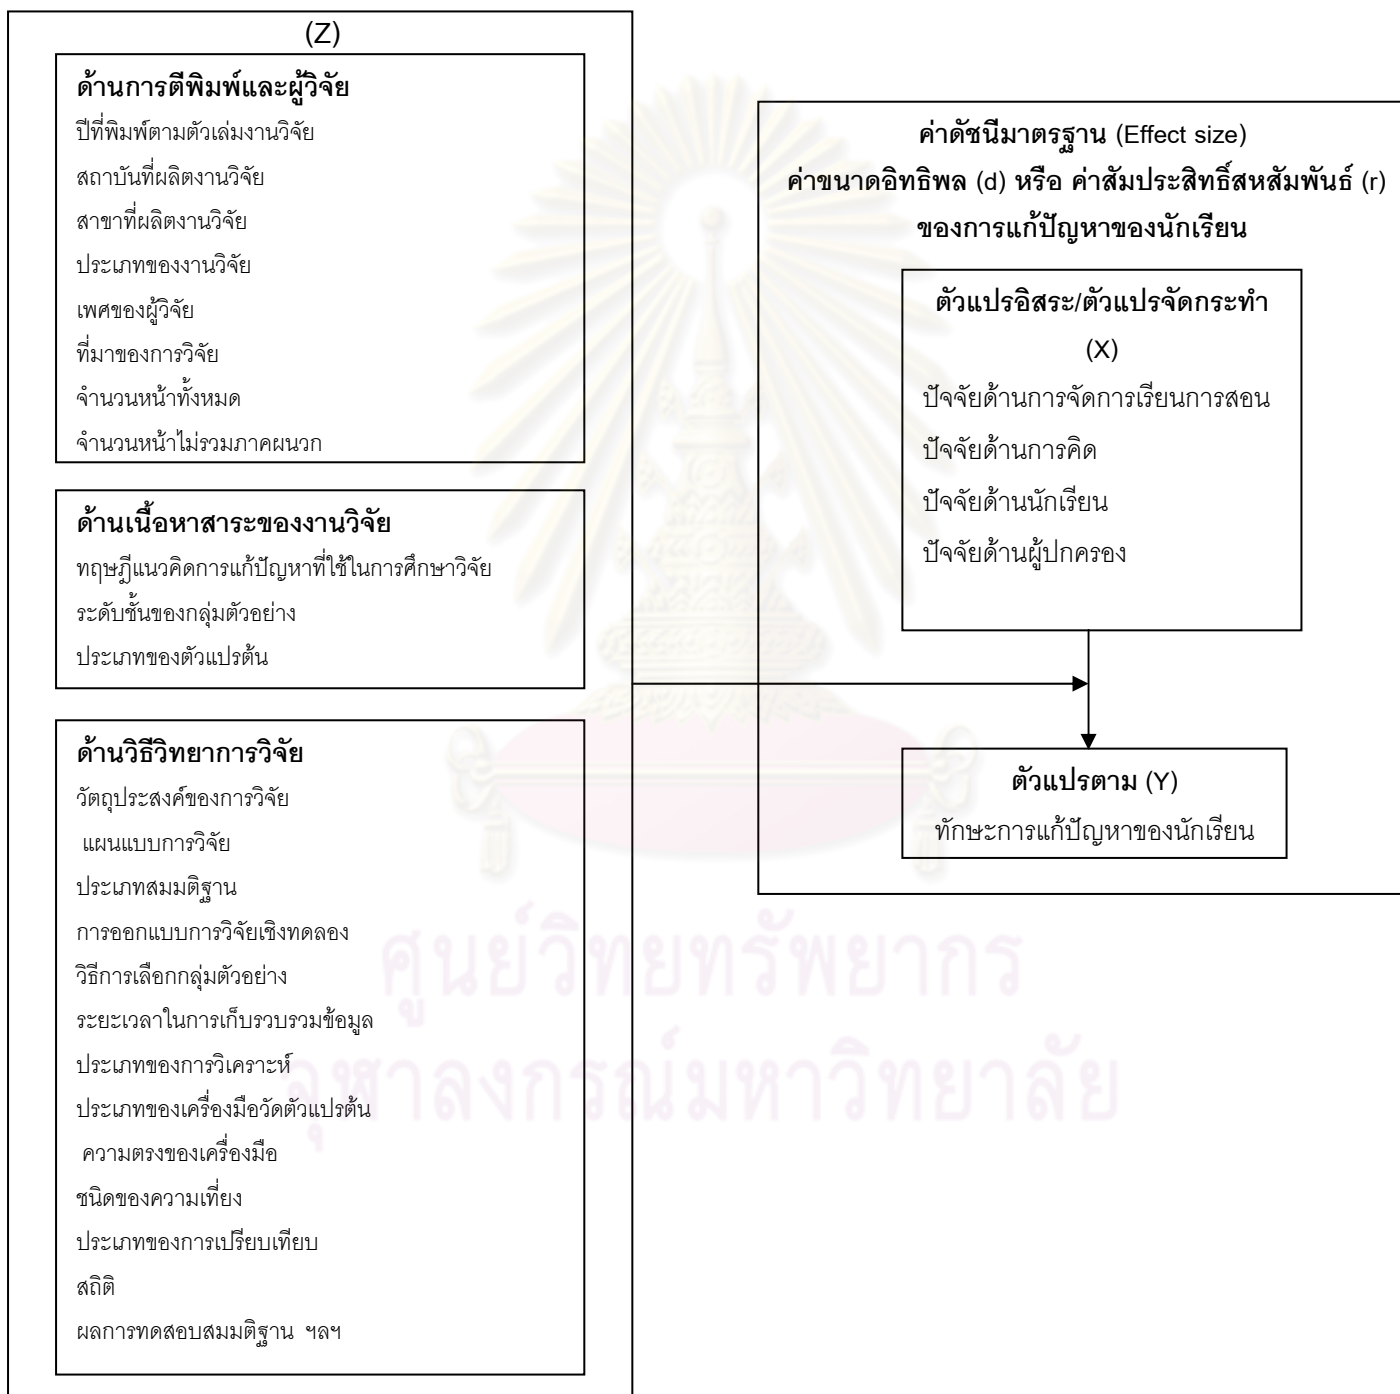 (Z)
ด้านการตีพิมพ์และผู้วิจัย
ปีที่พิมพ์ตามตัวเล่มงานวิจัย
สถาบันที่ผลิตงานวิจัย
สาขาที่ผลิตงานวิจัย
ประเภทของงานวิจัย
เพศของผู้วิจัย
ที่มาของการวิจัย
จำนวนหน้าทั้งหมด
จำนวนหน้าไม่รวมภาคผนวก
ด้านเนื้อหาสาระของงานวิจัย
ทฤษฎีแนวคิดการแก้ปัญหาที่ใช้ในการศึกษาวิจัย
ระดับชั้นของกลุ่มตัวอย่าง
ประเภทของตัวแปรต้น
ด้านวิธีวิทยาการวิจัย
วัตถุประสงค์ของการวิจัย
แผนแบบการวิจัย
ประเภทสมมติฐาน
การออกแบบการวิจัยเชิงทดลอง
วิธีการเลือกกลุ่มตัวอย่าง
ระยะเวลาในการเก็บรวบรวมข้อมูล
ประเภทของการวิเคราะห์
ประเภทของเครื่องมือวัดตัวแปรต้น
ความตรงของเครื่องมือ
ชนิดของความเที่ยง
ประเภทของการเปรียบเทียบ
สถิติ
ผลการทดสอบสมมติฐาน ฯลฯ
ค่าดัชนีมาตรฐาน (Effect size)
ค่าขนาดอิทธิพล (d) หรือ ค่าสัมประสิทธิ์สหสัมพันธ์ (r)
ของการแก้ปัญหาของนักเรียน
ตัวแปรอิสระ/ตัวแปรจัดกระทำ
(X)
ปัจจัยด้านการจัดการเรียนการสอน
ปัจจัยด้านการคิด
ปัจจัยด้านนักเรียน
ปัจจัยด้านผู้ปกครอง
ตัวแปรตาม (Y)
ทักษะการแก้ปัญหาของนักเรียน
ศูนย์วิทยทรัพยากร
จุฬาลงกรณ์มหาวิทยาลัย